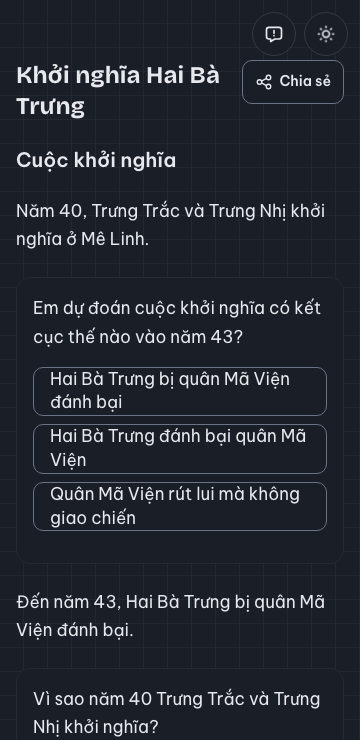 Khởi nghĩa Hai Bà
Trưng
Chia sẻ
Cuộc khởi nghĩa
Năm 40, Trưng Trắc và Trưng Nhị khởi
nghĩa ở Mê Linh.
Em dự đoán cuộc khởi nghĩa có kết
cục thế nào vào năm 43?
Hai Bà Trưng bị quân Mã Viện
đánh bại
Hai Bà Trưng đánh bại quân Mã
Viện
Quân Mã Viện rút lui mà không
giao chiến
Đến năm 43, Hai Bà Trưng bị quân Mã
Viện đánh bại.
Vì sao năm 40 Trưng Trắc và Trưng
Nhị khởi nghĩa?